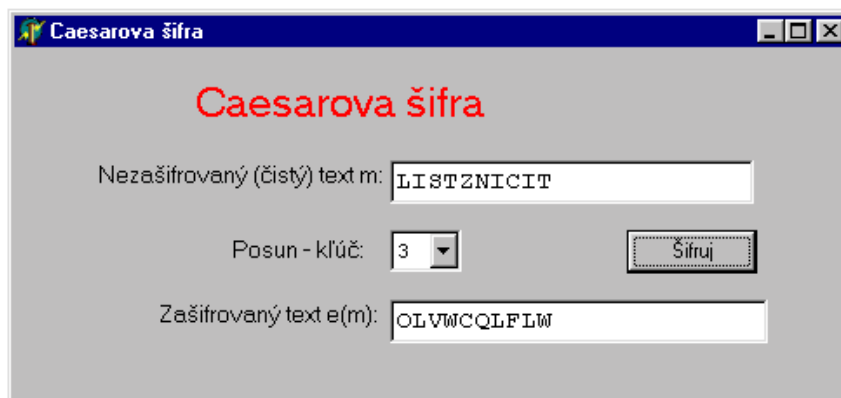 Caesarova šifra
Caesarova šifra
Nezašifrovaný (čistý) text m: LISTZNICIT
Posun - kľúč: 3 Šifruj
Zašifrovaný text e(m): OLVWCQLFLW